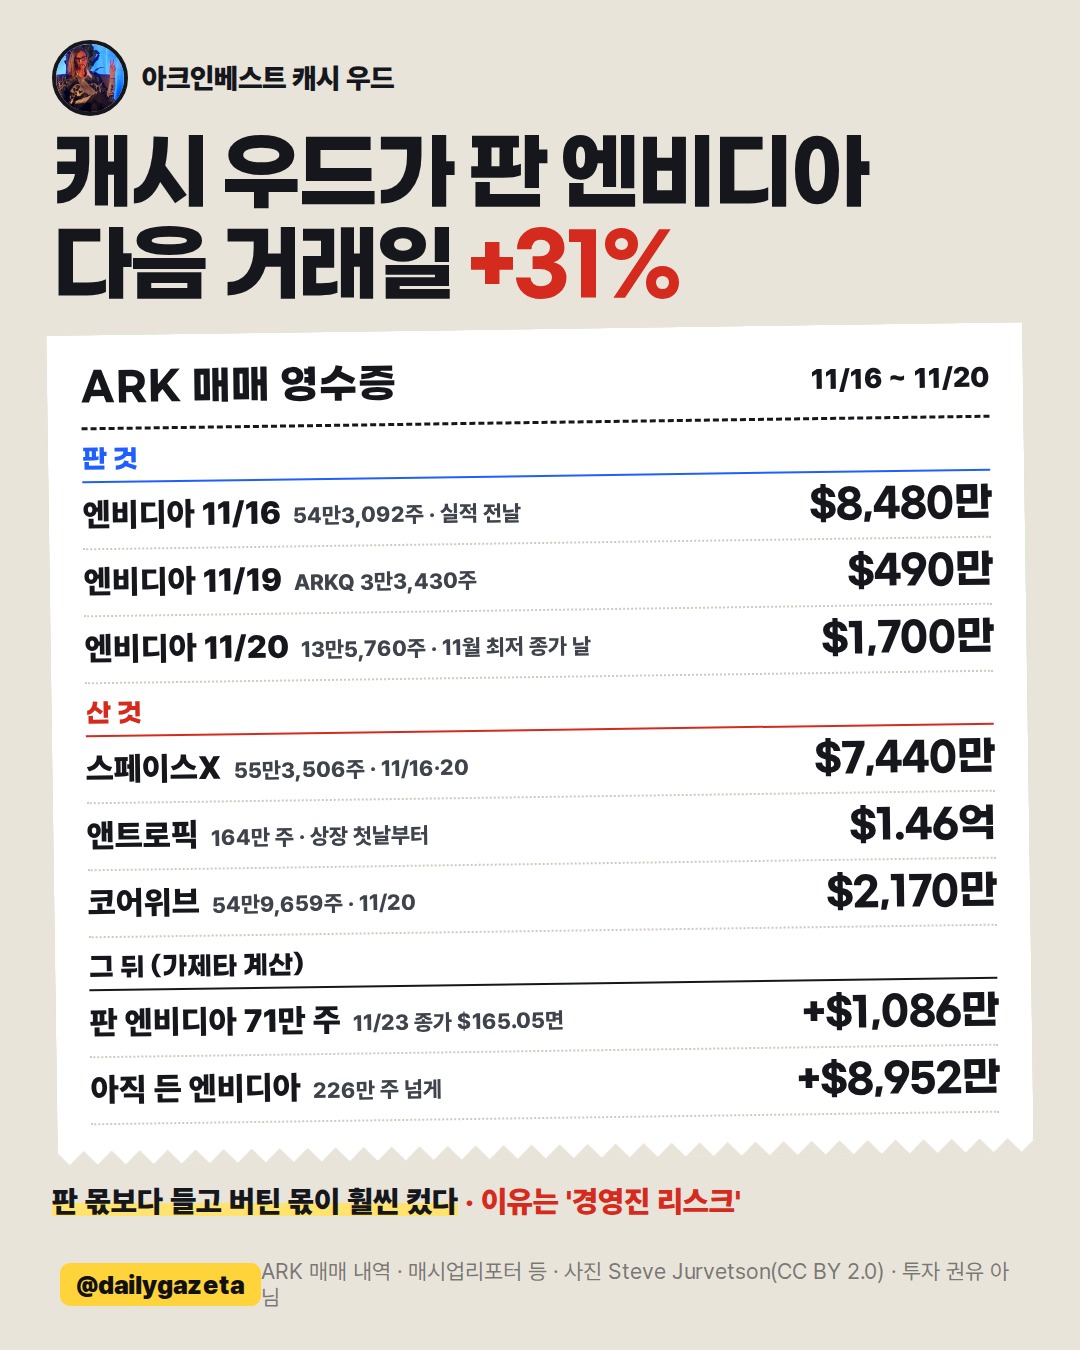 아크인베스트 캐시 우드
캐시 우드가 판 엔비디아
다음 거래일 +31%
ARK 매매 영수증 11/16 ~ 11/20
판 것
엔비디아 11/16 54만3,092주 · 실적 전날 $8,480만
엔비디아 11/19 ARKQ 3만3,430주 $490만
엔비디아 11/20 13만5,760주 · 11월 최저 종가 날 $1,700만
산 것
스페이스X 55만3,506주 · 11/16·20 $7,440만
앤트로픽 164만 주 · 상장 첫날부터 $1.46억
코어위브 54만9,659주 · 11/20 $2,170만
그 뒤 (가제타 계산)
판 엔비디아 71만 주 11/23 종가 $165.05면 +$1,086만
아직 든 엔비디아 226만 주 넘게 +$8,952만
판 몫보다 들고 버틴 몫이 훨씬 컸다 · 이유는 '경영진 리스크'
@dailygazeta ARK 매매 내역 · 매시업리포터 등 · 사진 Steve Jurvetson(CC BY 2.0) · 투자 권유 아
님